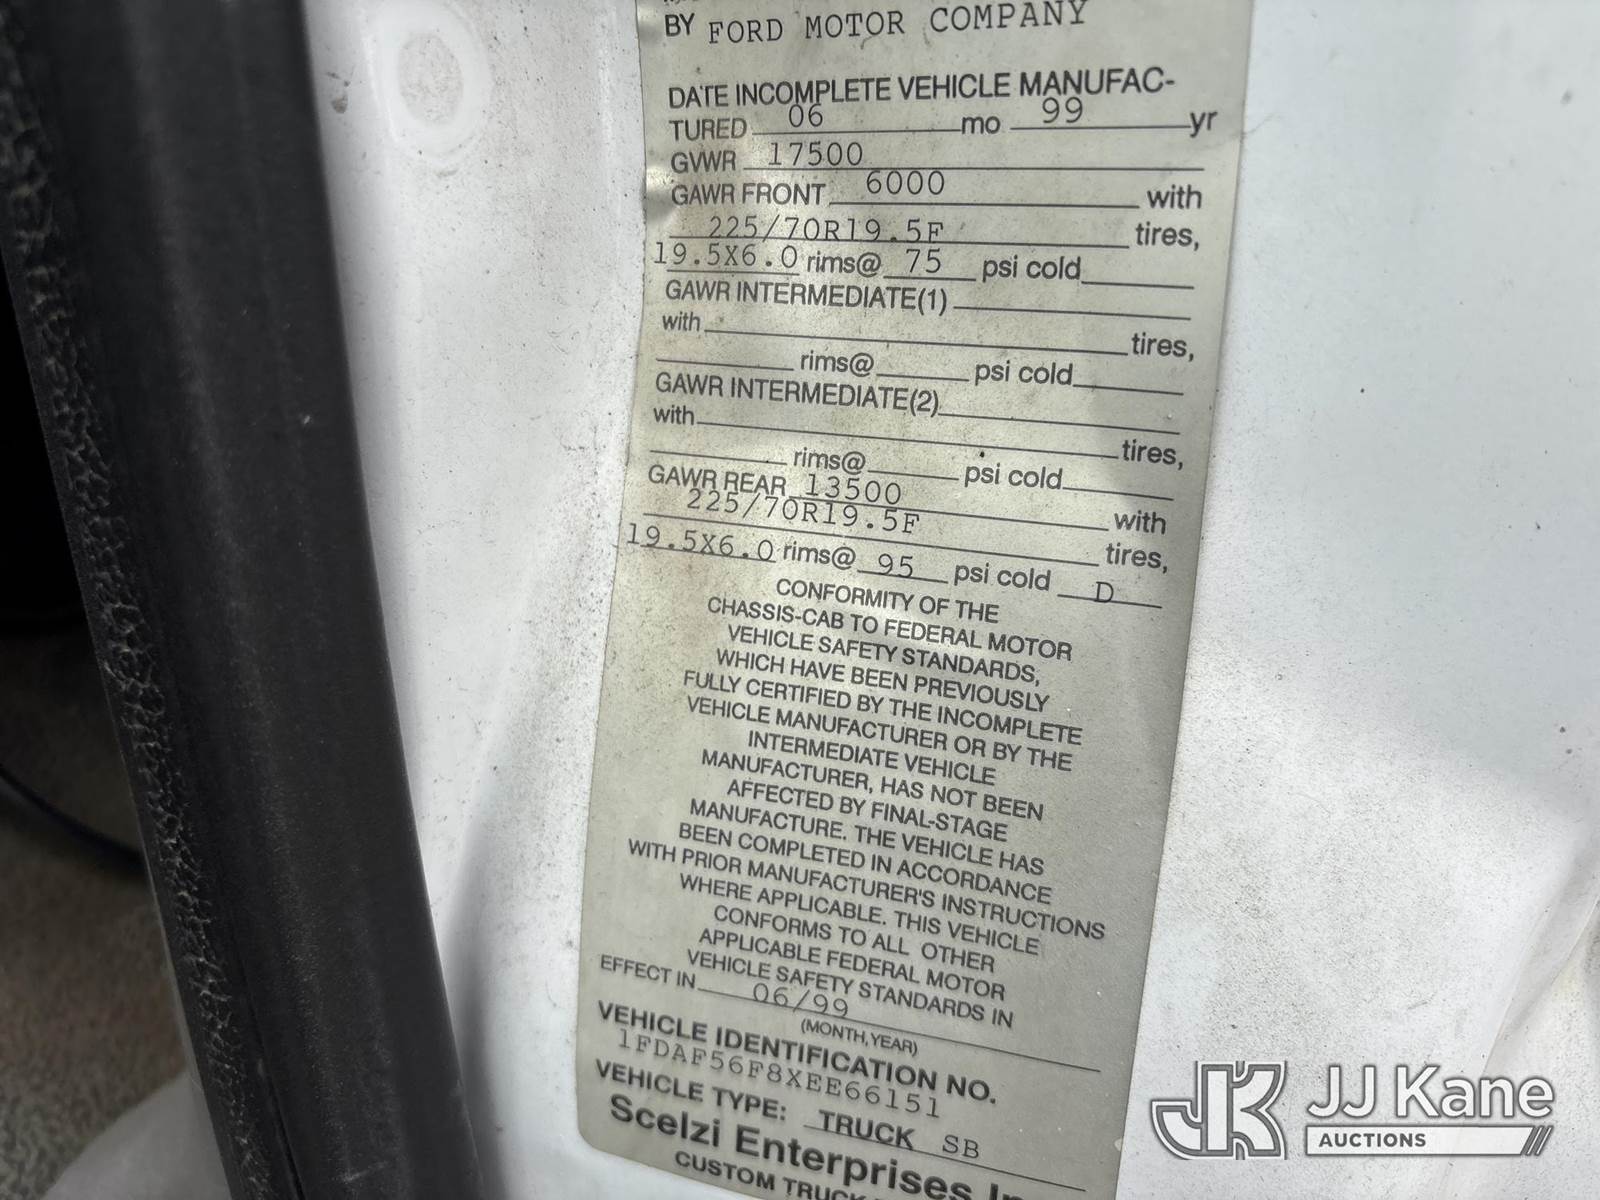 BY FORD MOTOR COMPANY
DATE INCOMPLETE VEHICLE MANUFAC-
TURED 06 mo 99 yr
GVWR 17500
GAWR FRONT 6000 with
225/70R19.5F tires,
19.5X6.0 rims@ 75 psi cold
GAWR INTERMEDIATE(1)
with tires,
rims@ psi cold
GAWR INTERMEDIATE(2)
with tires,
rims@ psi cold
GAWR REAR 13500 with
225/70R19.5F tires,
19.5X6.0 rims@ 95 psi cold D
CONFORMITY OF THE
CHASSIS-CAB TO FEDERAL MOTOR
VEHICLE SAFETY STANDARDS,
WHICH HAVE BEEN PREVIOUSLY
FULLY CERTIFIED BY THE INCOMPLETE
VEHICLE MANUFACTURER OR BY THE
INTERMEDIATE VEHICLE
MANUFACTURER, HAS NOT BEEN
AFFECTED BY FINAL-STAGE
MANUFACTURE. THE VEHICLE HAS
BEEN COMPLETED IN ACCORDANCE
WITH PRIOR MANUFACTURER'S INSTRUCTIONS
WHERE APPLICABLE. THIS VEHICLE
CONFORMS TO ALL OTHER
APPLICABLE FEDERAL MOTOR
VEHICLE SAFETY STANDARDS IN
EFFECT IN 06/99
(MONTH, YEAR)
VEHICLE IDENTIFICATION NO.
1FDAF56F8XEE66151
VEHICLE TYPE: TRUCK SB
Scelzi Enterprises
CUSTOM TRUCK
JK JJ Kane
AUCTIONS